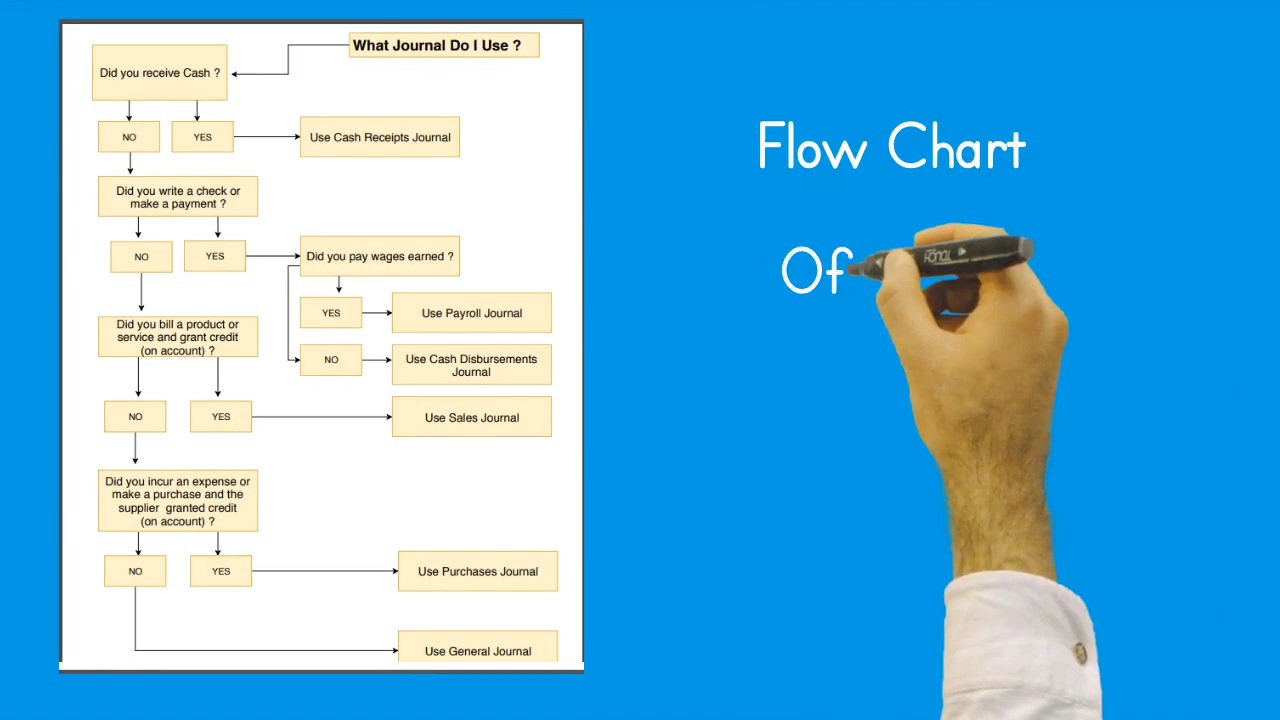 What Journal Do I Use ?
Did you receive Cash ?
NO
YES
Use Cash Receipts Journal
Did you write a check or
make a payment ?
NO
YES
Did you pay wages earned ?
YES
Use Payroll Journal
NO
Use Cash Disbursements
Journal
Did you bill a product or
service and grant credit
(on account) ?
NO
YES
Use Sales Journal
Did you incur an expense or
make a purchase and the
supplier granted credit
(on account) ?
NO
YES
Use Purchases Journal
Use General Journal
Flow Chart
Of